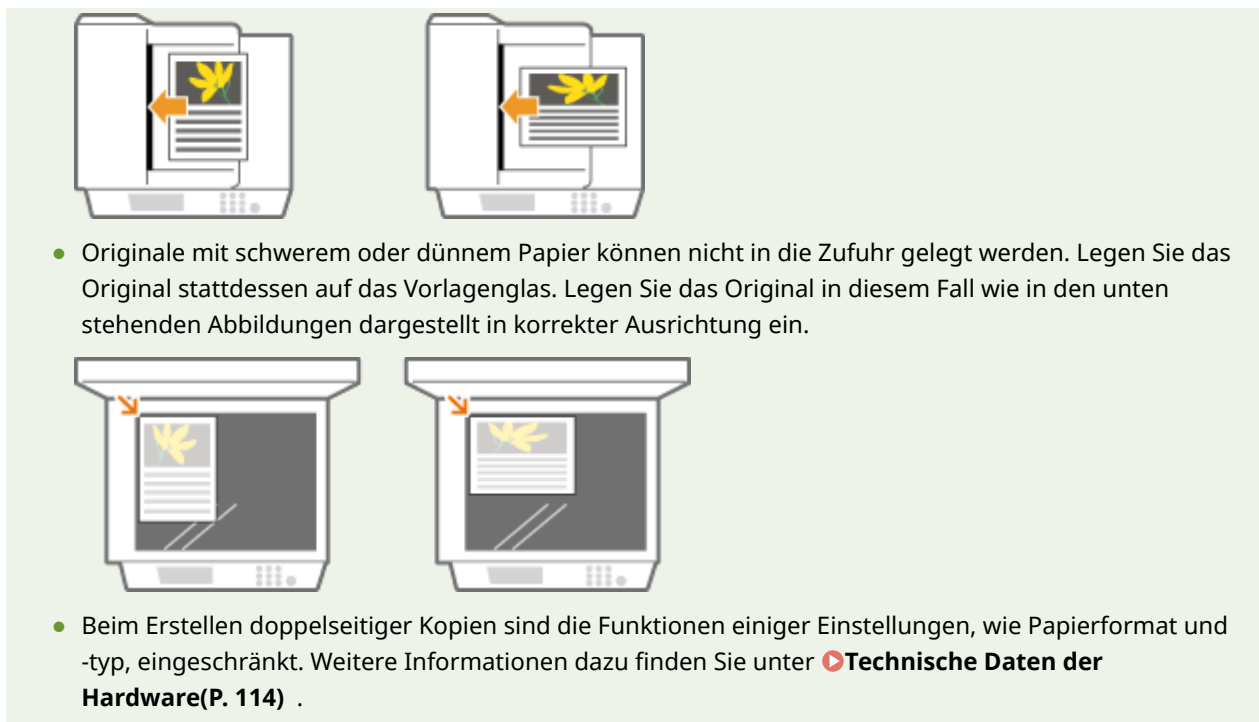 ● Originale mit schwerem oder dünnem Papier können nicht in die Zufuhr gelegt werden. Legen Sie das
Original stattdessen auf das Vorlagenglas. Legen Sie das Original in diesem Fall wie in den unten
stehenden Abbildungen dargestellt in korrekter Ausrichtung ein.
● Beim Erstellen doppelseitiger Kopien sind die Funktionen einiger Einstellungen, wie Papierformat und
-typ, eingeschränkt. Weitere Informationen dazu finden Sie unter Technische Daten der
Hardware(P. 114) .